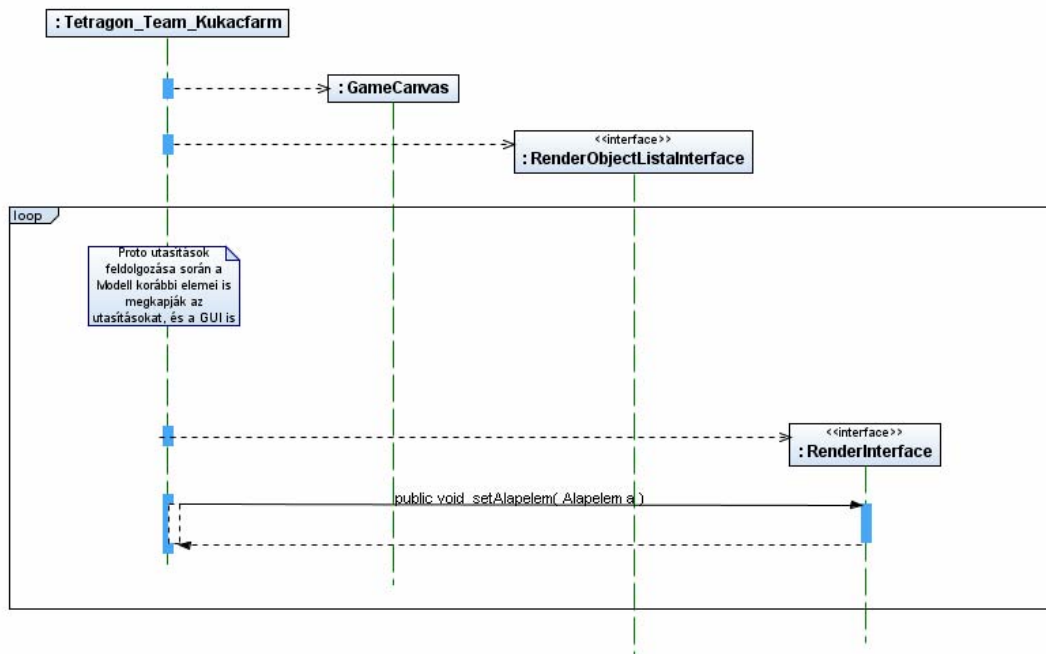 : Tetragon_Team_Kukacfarm
: GameCanvas
<<interface>>
: RenderObjectListaInterface
loop
Proto utasítások
feldolgozása során a
Modell korábbi elemei is
megkapják az
utasításokat, és a GUI is
<<interface>>
: RenderInterface
public void setAlapelem( Alapelem a )